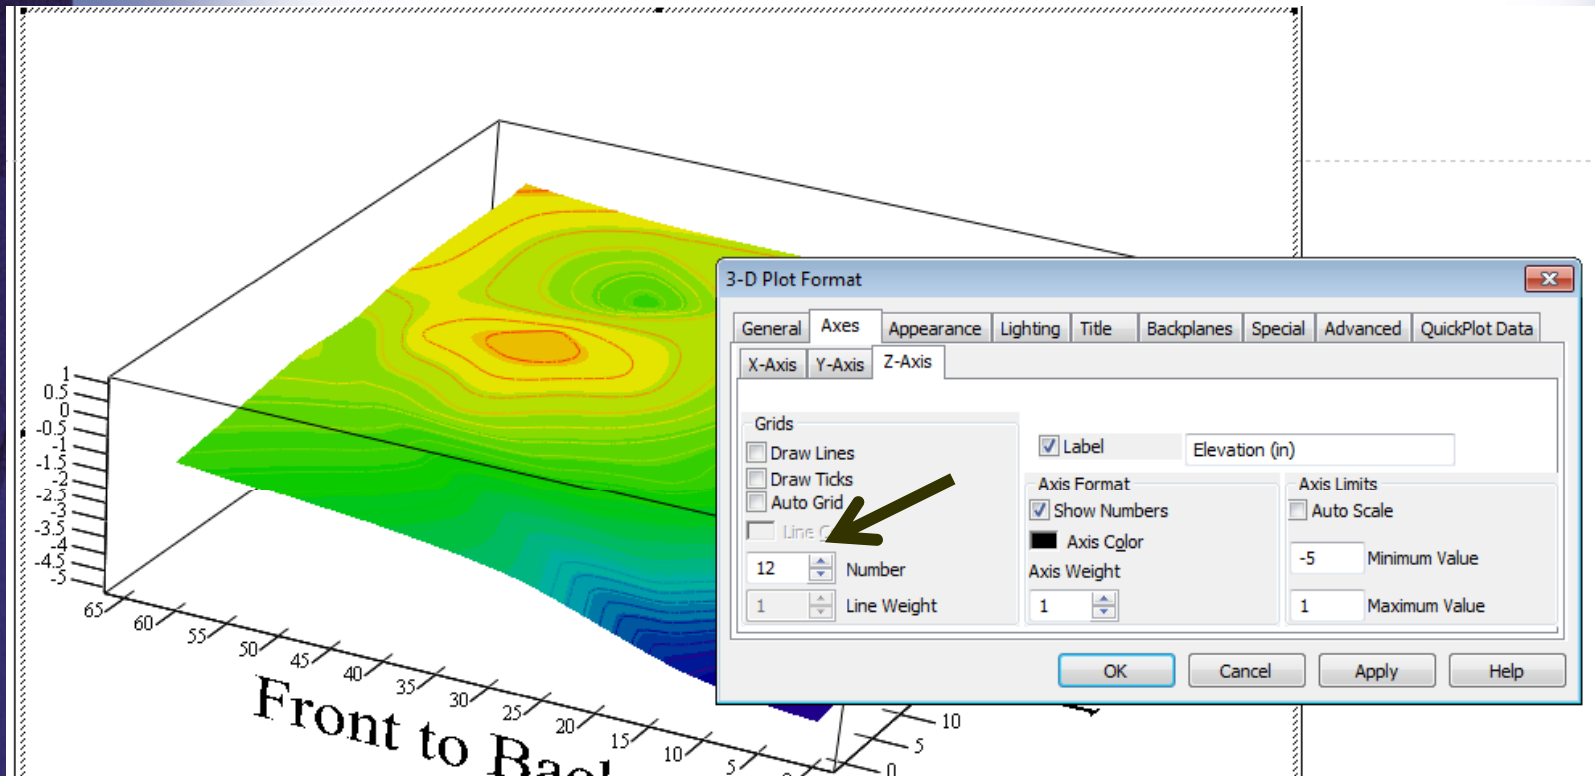 3-D Plot Format
General Axes Appearance Lighting Title Backplanes Special Advanced QuickPlot Data
X-Axis Y-Axis Z-Axis
Grids
Draw Lines
Draw Ticks
Auto Grid
Line
12 Number
1 Line Weight
Label Elevation (in)
Axis Format
Show Numbers
Axis Color
Axis Weight
1
Axis Limits
Auto Scale
-5 Minimum Value
1 Maximum Value
OK Cancel Apply Help
1
0.5
0
-0.5
-1
-1.5
-2
-2.5
-3
-3.5
-4
-4.5
-5
65 60 55 50 45 40 35 30 25 20 15 10 5
10
5
0
Front to